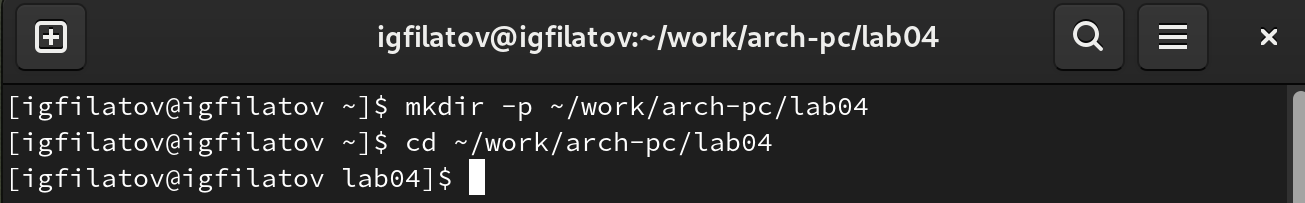 igfilatov@igfilatov:~/work/arch-pc/lab04
[igfilatov@igfilatov ~]$ mkdir -p ~/work/arch-pc/lab04
[igfilatov@igfilatov ~]$ cd ~/work/arch-pc/lab04
[igfilatov@igfilatov lab04]$